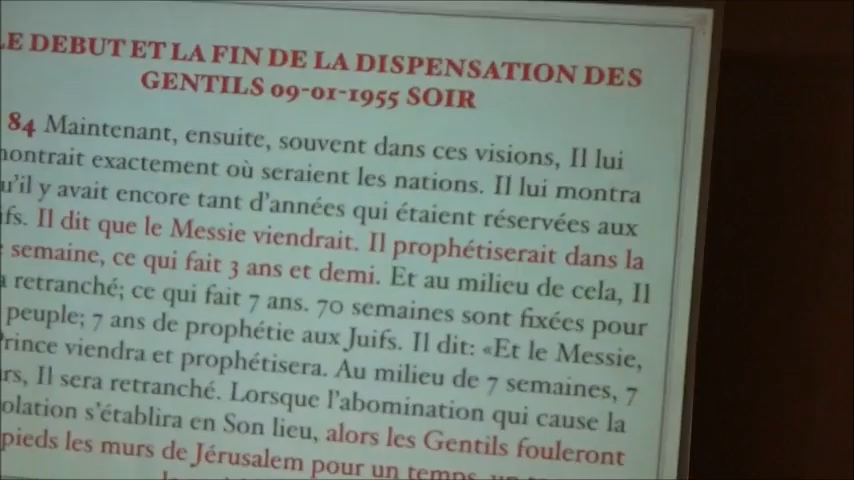 LE DEBUT ET LA FIN DE LA DISPENSATION DES
GENTILS 09-01-1955 SOIR
84 Maintenant, ensuite, souvent dans ces visions, Il lui
montrait exactement où seraient les nations. Il lui montra
qu'il y avait encore tant d'années qui étaient réservées aux
ifs. Il dit que le Messie viendrait. Il prophétiserait dans la
semaine, ce qui fait 3 ans et demi. Et au milieu de cela, Il
a retranché; ce qui fait 7 ans. 70 semaines sont fixées pour
peuple; 7 ans de prophétie aux Juifs. Il dit: «Et le Messie,
Prince viendra et prophétisera. Au milieu de 7 semaines, 7
rs, Il sera retranché. Lorsque l'abomination qui cause la
olation s'établira en Son lieu, alors les Gentils fouleront
pieds les murs de Jérusalem pour un temps, un